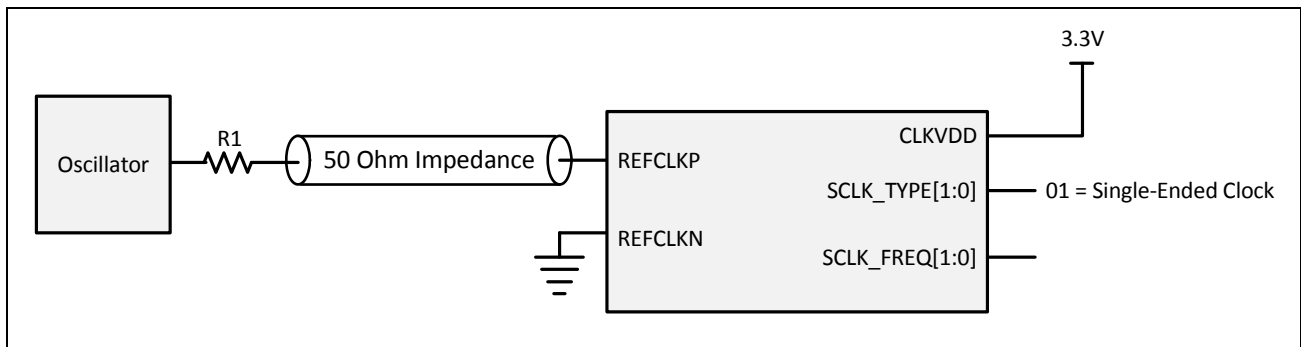 3.3V
Oscillator
R1
50 Ohm Impedance
REFCLKP
REFCLKN
CLKVDD
SCLK_TYPE[1:0]
01 = Single-Ended Clock
SCLK_FREQ[1:0]